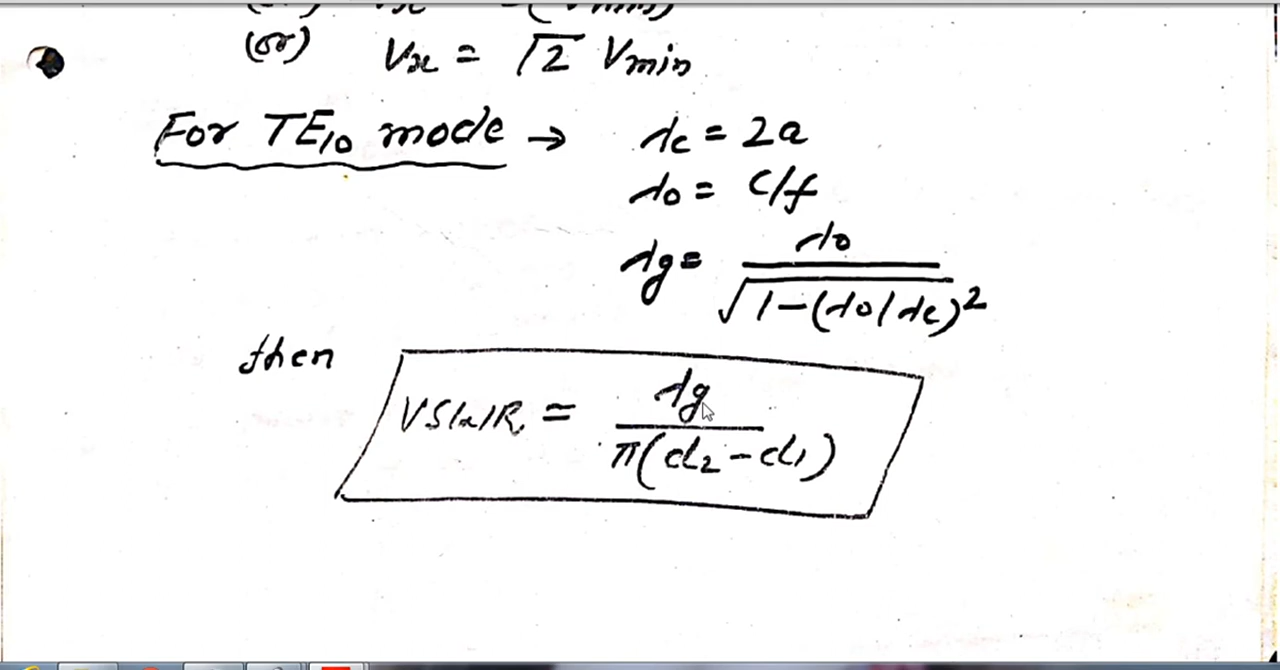 (or) Vx = √2 Vmin
For TE10 mode → λc = 2a
λ0 = c/f
λg = λ0 / √1-(λ0/λc)²
then
VSWR = λg / π(d2-d1)